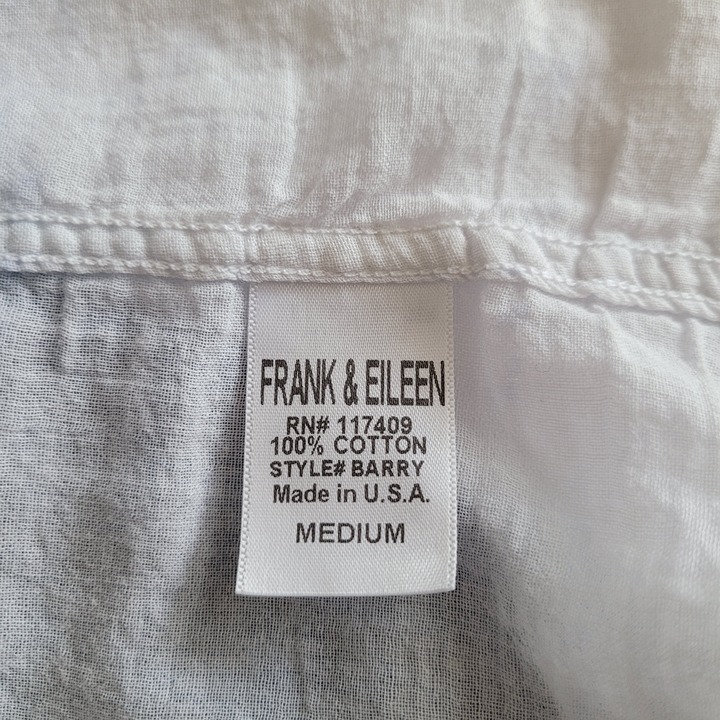 FRANK & EILEEN
RN# 117409
100% COTTON
STYLE# BARRY
Made in U.S.A.
MEDIUM